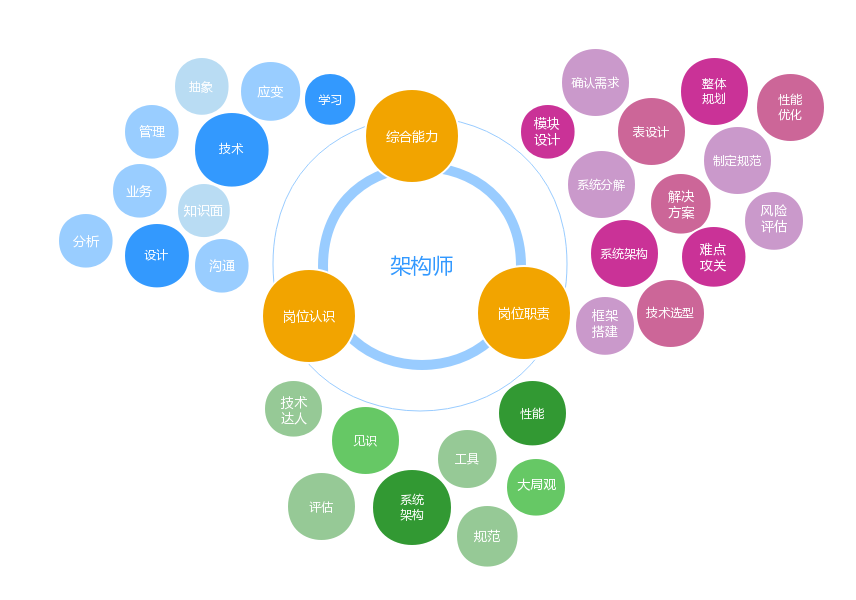 抽象
应变
学习
管理
技术
业务
知识面
分析
设计
沟通
综合能力
架构师
岗位认识
岗位职责
确认需求
整体
规划
性能
优化
模块
设计
表设计
制定规范
系统分解
解决
方案
风险
评估
系统架构
难点
攻关
框架
搭建
技术选型
技术
达人
见识
性能
工具
大局观
评估
系统
架构
规范